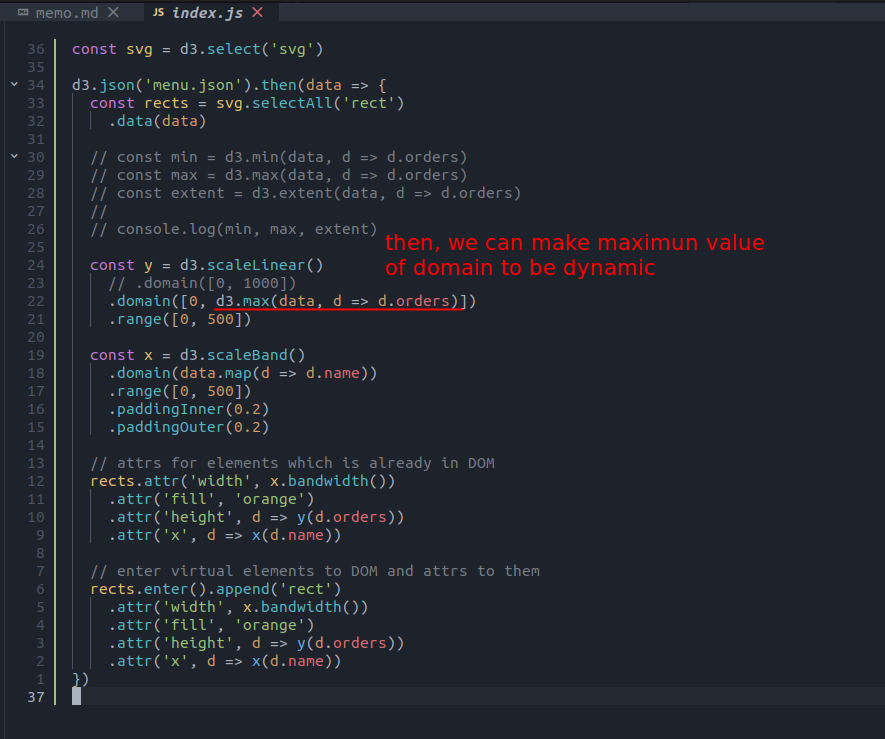 memo.md
JS index.js
36 const svg = d3.select('svg')
35
34 d3.json('menu.json').then(data => {
33 const rects = svg.selectAll('rect')
32 .data(data)
31
30 // const min = d3.min(data, d => d.orders)
29 // const max = d3.max(data, d => d.orders)
28 // const extent = d3.extent(data, d => d.orders)
27 //
26 // console.log(min, max, extent)
then, we can make maximun value
of domain to be dynamic
25
24 const y = d3.scaleLinear()
23 // .domain([0, 1000])
22 .domain([0, d3.max(data, d => d.orders)])
21 .range([0, 500])
20
19 const x = d3.scaleBand()
18 .domain(data.map(d => d.name))
17 .range([0, 500])
16 .paddingInner(0.2)
15 .paddingOuter(0.2)
14
13 // attrs for elements which is already in DOM
12 rects.attr('width', x.bandwidth())
11 .attr('fill', 'orange')
10 .attr('height', d => y(d.orders))
9 .attr('x', d => x(d.name))
8
7 // enter virtual elements to DOM and attrs to them
6 rects.enter().append('rect')
5 .attr('width', x.bandwidth())
4 .attr('fill', 'orange')
3 .attr('height', d => y(d.orders))
2 .attr('x', d => x(d.name))
1 })
37